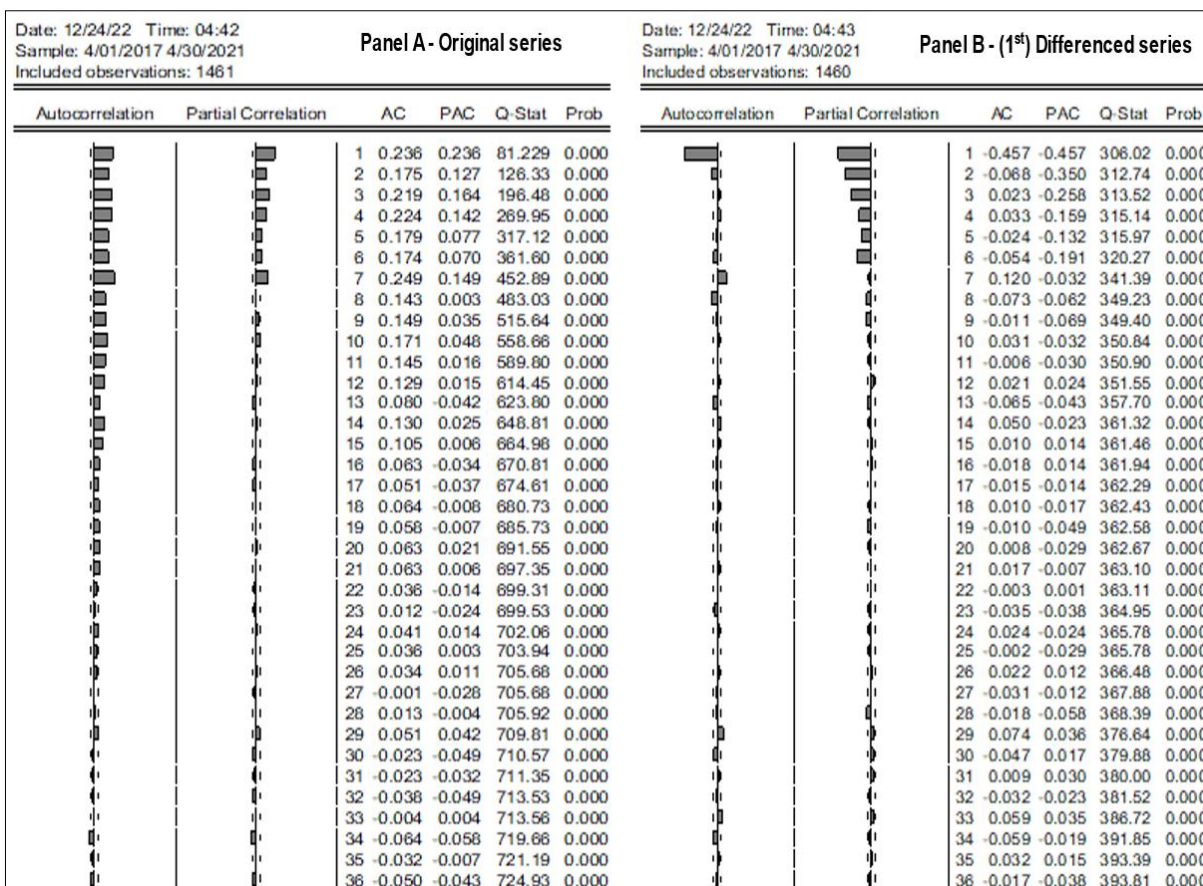 Date: 12/24/22 Time: 04:42
Sample: 4/01/2017 4/30/2021
Included observations: 1461
Panel A - Original series
Autocorrelation Partial Correlation AC PAC Q-Stat Prob
1 0.236 0.236 81.229 0.000
2 0.175 0.127 126.33 0.000
3 0.219 0.164 196.48 0.000
4 0.224 0.142 269.95 0.000
5 0.179 0.077 317.12 0.000
6 0.174 0.070 361.60 0.000
7 0.249 0.149 452.89 0.000
8 0.143 0.003 483.03 0.000
9 0.149 0.035 515.64 0.000
10 0.171 0.048 558.66 0.000
11 0.145 0.016 589.80 0.000
12 0.129 0.015 614.45 0.000
13 0.080 -0.042 623.80 0.000
14 0.130 0.025 648.81 0.000
15 0.105 0.006 664.98 0.000
16 0.063 -0.034 670.81 0.000
17 0.051 -0.037 674.61 0.000
18 0.064 -0.008 680.73 0.000
19 0.058 -0.007 685.73 0.000
20 0.063 0.021 691.55 0.000
21 0.063 0.006 697.35 0.000
22 0.036 -0.014 699.31 0.000
23 0.012 -0.024 699.53 0.000
24 0.041 0.014 702.06 0.000
25 0.036 0.003 703.94 0.000
26 0.034 0.011 705.68 0.000
27 -0.001 -0.028 705.68 0.000
28 0.013 -0.004 705.92 0.000
29 0.051 0.042 709.81 0.000
30 -0.023 -0.049 710.57 0.000
31 -0.023 -0.032 711.35 0.000
32 -0.038 -0.049 713.53 0.000
33 -0.004 0.004 713.56 0.000
34 -0.064 -0.058 719.66 0.000
35 -0.032 -0.007 721.19 0.000
36 -0.050 -0.043 724.93 0.000
Date: 12/24/22 Time: 04:43
Sample: 4/01/2017 4/30/2021
Included observations: 1460
Panel B - (1st) Differenced series
Autocorrelation Partial Correlation AC PAC Q-Stat Prob
1 -0.457 -0.457 306.02 0.000
2 -0.068 -0.350 312.74 0.000
3 0.023 -0.258 313.52 0.000
4 0.033 -0.159 315.14 0.000
5 -0.024 -0.132 315.97 0.000
6 -0.054 -0.191 320.27 0.000
7 0.120 -0.032 341.39 0.000
8 -0.073 -0.062 349.23 0.000
9 -0.011 -0.069 349.40 0.000
10 0.031 -0.032 350.84 0.000
11 -0.006 -0.030 350.90 0.000
12 0.021 0.024 351.55 0.000
13 -0.065 -0.043 357.70 0.000
14 0.050 -0.023 361.32 0.000
15 0.010 0.014 361.46 0.000
16 -0.018 0.014 361.94 0.000
17 -0.015 -0.014 362.29 0.000
18 0.010 -0.017 362.43 0.000
19 -0.010 -0.049 362.58 0.000
20 0.008 -0.029 362.67 0.000
21 0.017 -0.007 363.10 0.000
22 -0.003 0.001 363.11 0.000
23 -0.035 -0.038 364.95 0.000
24 0.024 -0.024 365.78 0.000
25 -0.002 -0.029 365.78 0.000
26 0.022 0.012 366.48 0.000
27 -0.031 -0.012 367.88 0.000
28 -0.018 -0.058 368.39 0.000
29 0.074 0.036 376.64 0.000
30 -0.047 0.017 379.88 0.000
31 0.009 0.030 380.00 0.000
32 -0.032 -0.023 381.52 0.000
33 0.059 0.035 386.72 0.000
34 -0.059 -0.019 391.85 0.000
35 0.032 0.015 393.39 0.000
36 -0.017 -0.038 393.81 0.000